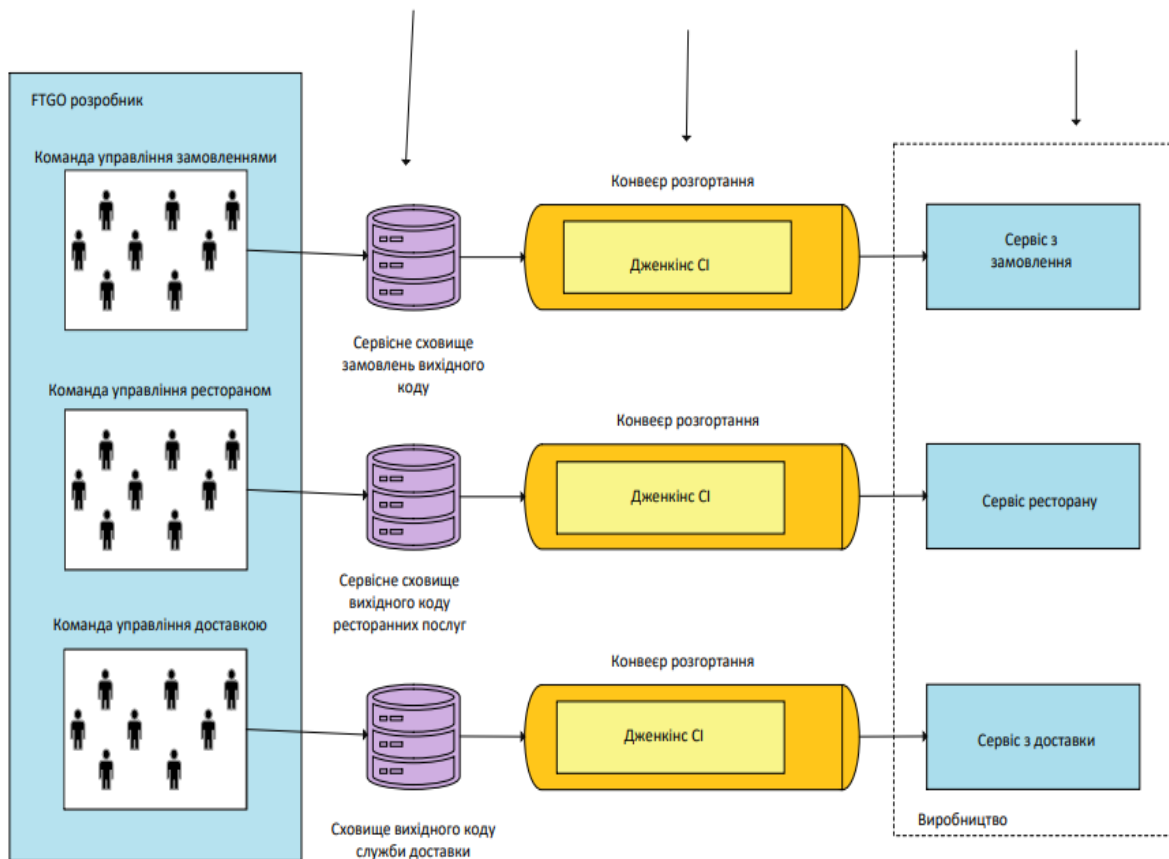 FTGO розробник
Команда управління замовленнями
Сервісне сховище
замовлень вихідного
коду
Конвеєр розгортання
Дженкінс CI
Сервіс з
замовлення
Команда управління рестораном
Сервісне сховище
вихідного коду
ресторанних послуг
Конвеєр розгортання
Дженкінс CI
Сервіс ресторану
Команда управління доставкою
Сховище вихідного коду
служби доставки
Конвеєр розгортання
Дженкінс CI
Сервіс з доставки
Виробництво